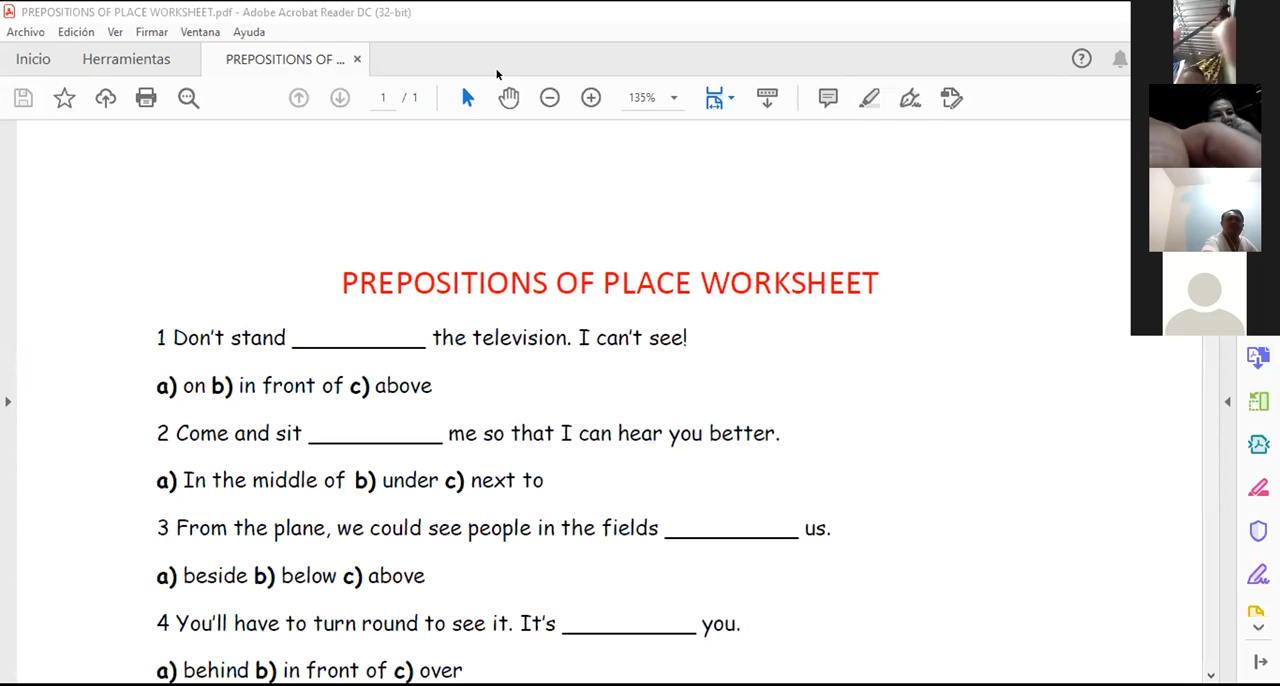 PREPOSITIONS OF PLACE WORKSHEET.pdf - Adobe Acrobat Reader DC (32-bit)
Archivo Edición Ver Firmar Ventana Ayuda
Inicio Herramientas PREPOSITIONS OF ... ×
1 / 1 135%
PREPOSITIONS OF PLACE WORKSHEET
1 Don't stand __________ the television. I can't see!
a) on b) in front of c) above
2 Come and sit __________ me so that I can hear you better.
a) In the middle of b) under c) next to
3 From the plane, we could see people in the fields __________ us.
a) beside b) below c) above
4 You'll have to turn round to see it. It's __________ you.
a) behind b) in front of c) over